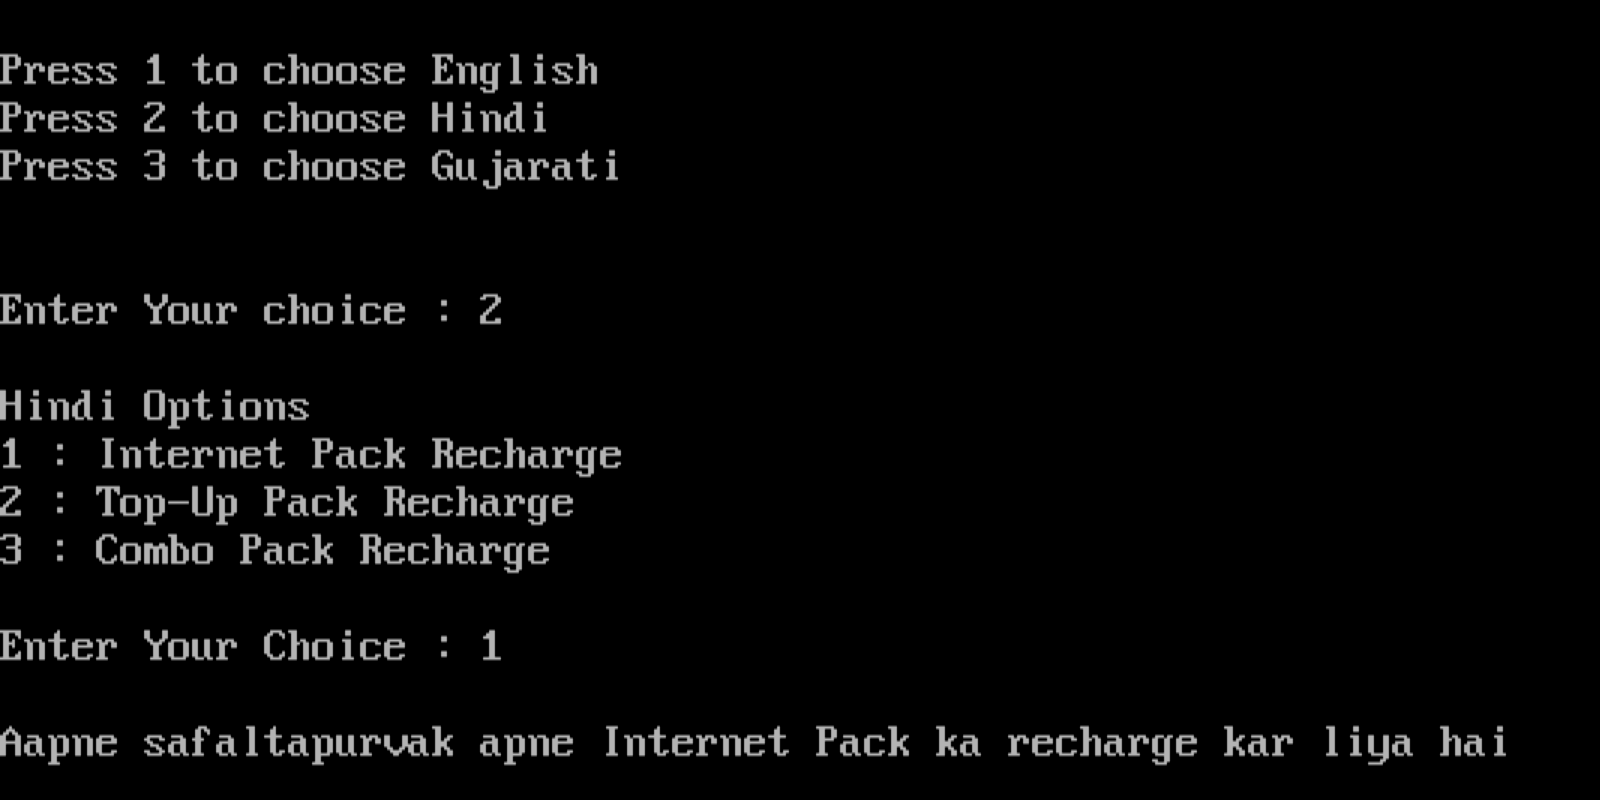 Press 1 to choose English
Press 2 to choose Hindi
Press 3 to choose Gujarati
Enter Your choice : 2
Hindi Options
1 : Internet Pack Recharge
2 : Top-Up Pack Recharge
3 : Combo Pack Recharge
Enter Your Choice : 1
Aapne safaltapurvak apne Internet Pack ka recharge kar liya hai